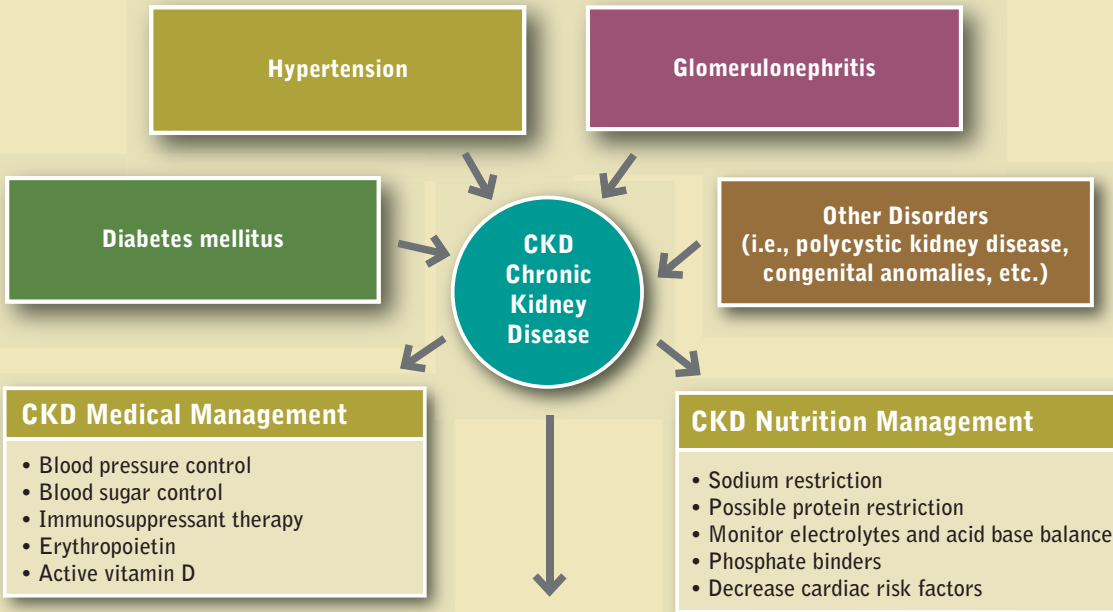 Hypertension
Glomerulonephritis
Diabetes mellitus
CKD
Chronic
Kidney
Disease
Other Disorders
(i.e., polycystic kidney disease,
congenital anomalies, etc.)
CKD Medical Management
• Blood pressure control
• Blood sugar control
• Immunosuppressant therapy
• Erythropoietin
• Active vitamin D
CKD Nutrition Management
• Sodium restriction
• Possible protein restriction
• Monitor electrolytes and acid base balance
• Phosphate binders
• Decrease cardiac risk factors